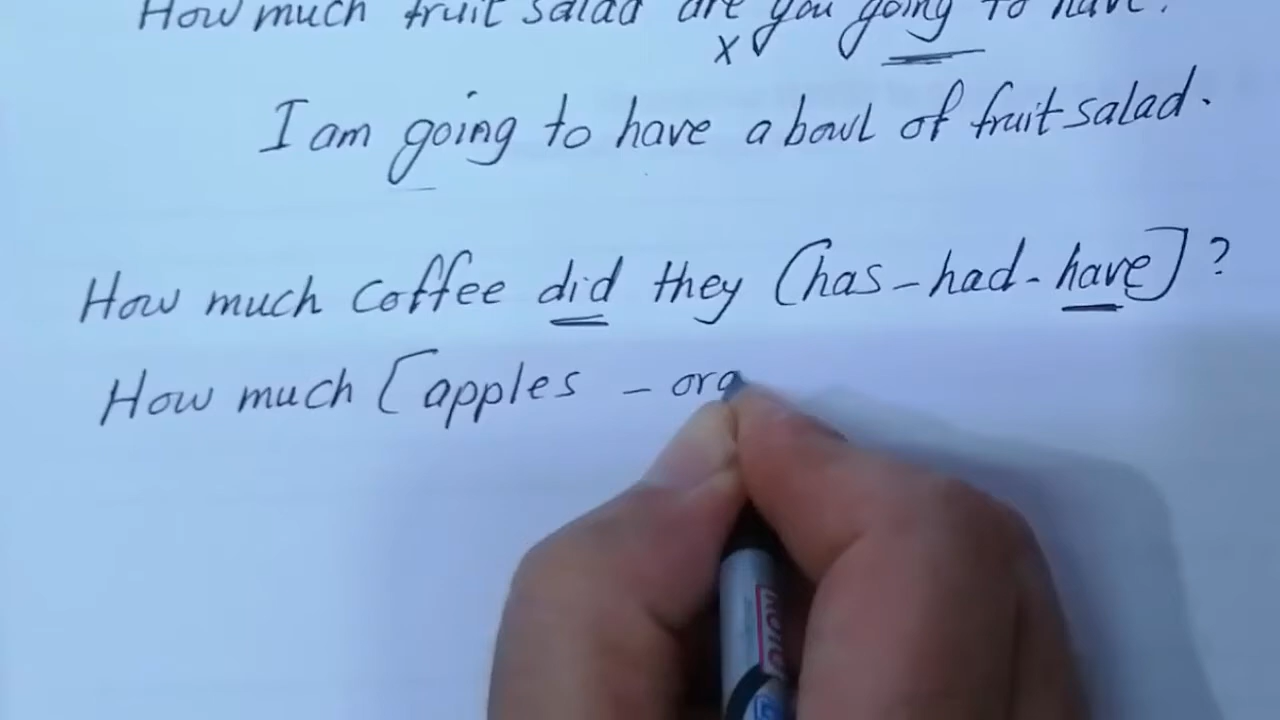 How much fruit salad are you going to have?
x
I am going to have a bowl of fruit salad.
How much coffee did they (has-had-have)?
How much (apples - ora